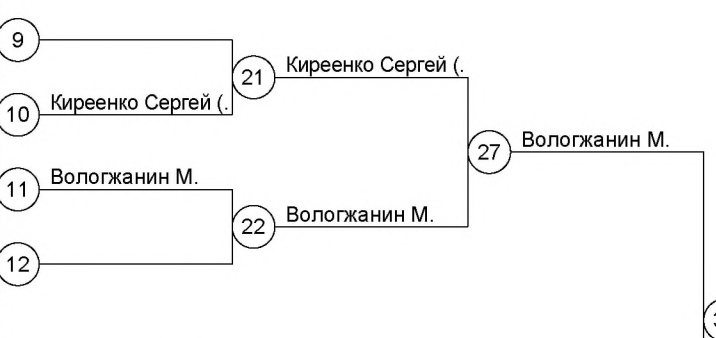 9
Киреенко Сергей (.
21
10
Киреенко Сергей (.
Вологжанин М.
27
11
Вологжанин М.
22
Вологжанин М.
12